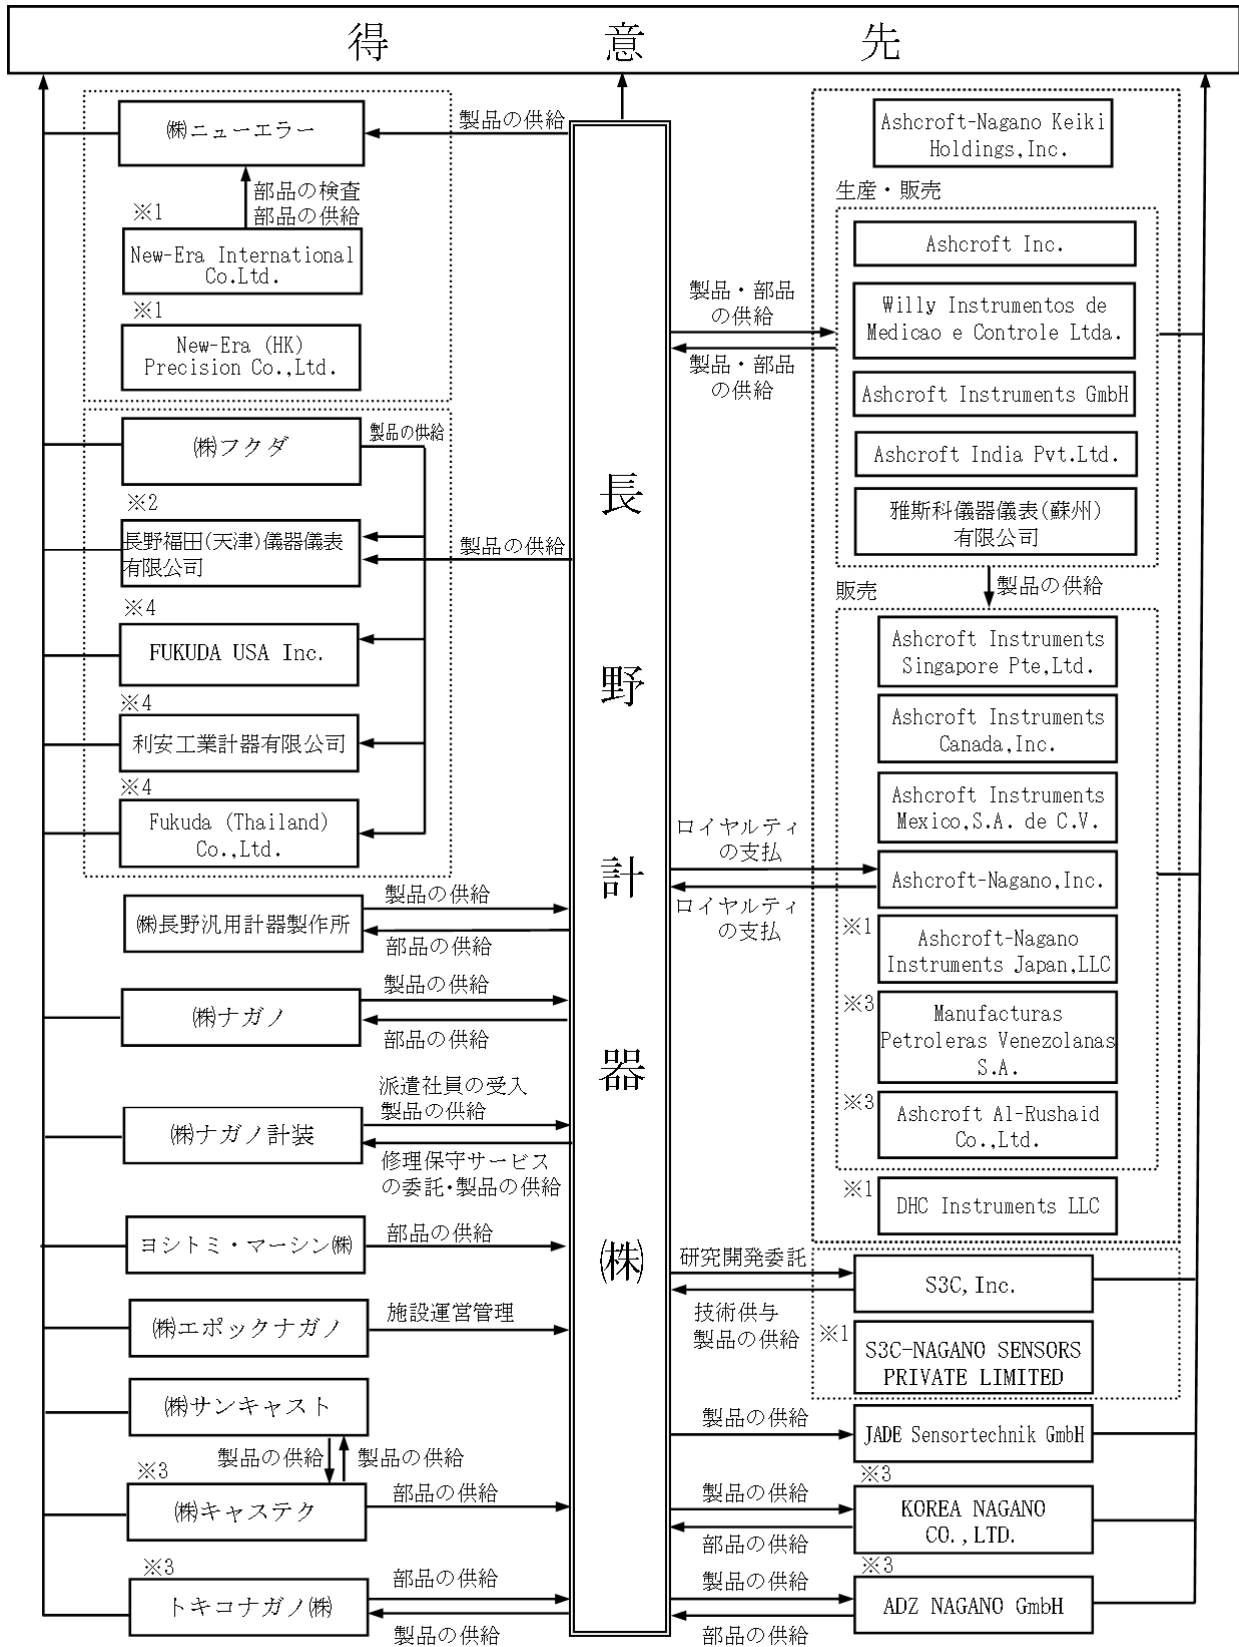 得意先
㈱ニューエラー
製品の供給
部品の検査
部品の供給
※1
New-Era International
Co.Ltd.
※1
New-Era (HK)
Precision Co.,Ltd.
㈱フクダ
製品の供給
※2
長野福田(天津)儀器儀表
有限公司
製品の供給
※4
FUKUDA USA Inc.
※4
利安工業計器有限公司
※4
Fukuda (Thailand)
Co.,Ltd.
㈱長野汎用計器製作所
製品の供給
部品の供給
㈱ナガノ
製品の供給
部品の供給
㈱ナガノ計装
派遣社員の受入
製品の供給
修理保守サービス
の委託・製品の供給
ヨシトミ・マーシン㈱
部品の供給
㈱エポックナガノ
施設運営管理
㈱サンキャスト
製品の供給
製品の供給
※3
㈱キャステク
部品の供給
※3
トキコナガノ㈱
部品の供給
製品の供給
長野計器㈱
Ashcroft-Nagano Keiki
Holdings,Inc.
生産・販売
Ashcroft Inc.
Willy Instrumentos de
Medicao e Controle Ltda.
Ashcroft Instruments GmbH
Ashcroft India Pvt.Ltd.
雅斯科儀器儀表(蘇州)
有限公司
製品・部品
の供給
製品・部品
の供給
製品の供給
販売
Ashcroft Instruments
Singapore Pte,Ltd.
Ashcroft Instruments
Canada,Inc.
Ashcroft Instruments
Mexico,S.A. de C.V.
ロイヤルティ
の支払
Ashcroft-Nagano,Inc.
ロイヤルティ
の支払
※1
Ashcroft-Nagano
Instruments Japan,LLC
※3
Manufacturas
Petroleras Venezolanas
S.A.
※3
Ashcroft Al-Rushaid
Co.,Ltd.
※1
DHC Instruments LLC
研究開発委託
S3C,Inc.
技術供与
製品の供給
※1
S3C-NAGANO SENSORS
PRIVATE LIMITED
製品の供給
JADE Sensortechnik GmbH
※3
製品の供給
KOREA NAGANO
CO.,LTD.
部品の供給
※3
製品の供給
ADZ NAGANO GmbH
部品の供給